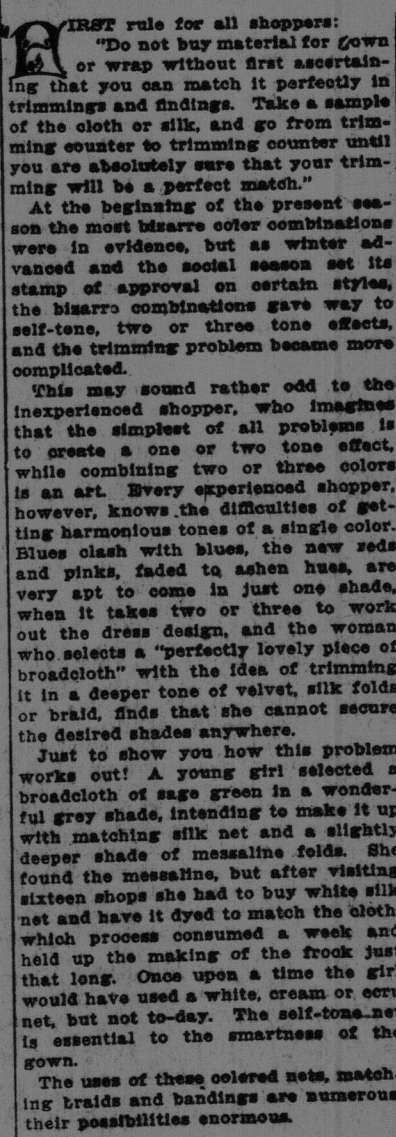 FIRST rule for all shoppers:
"Do not buy material for gown
or wrap without first ascertain-
ing that you can match it perfectly in
trimmings and findings. Take a sample
of the cloth or silk, and go from trim-
ming counter to trimming counter until
you are absolutely sure that your trim-
ming will be a perfect match."
At the beginning of the present sea-
son the most bizarre color combinations
were in evidence, but as winter ad-
vanced and the social season set its
stamp of approval on certain styles,
the bizarre combinations gave way to
self-tone, two or three tone effects,
and the trimming problem became more
complicated.
This may sound rather odd to the
inexperienced shopper, who imagines
that the simplest of all problems is
to create a one or two tone effect,
while combining two or three colors
is an art. Every experienced shopper,
however, knows the difficulties of get-
ting harmonious tones of a single color.
Blues clash with blues, the new reds
and pinks, faded to ashen hues, are
very apt to come in just one shade,
when it takes two or three to work
out the dress design, and the woman
who selects a "perfectly lovely piece of
broadcloth" with the idea of trimming
it in a deeper tone of velvet, silk folds
or braid, finds that she cannot secure
the desired shades anywhere.
Just to show you how this problem
works out! A young girl selected a
broadcloth of sage green in a wonder-
ful grey shade, intending to make it up
with matching silk net and a slightly
deeper shade of messaline folds. She
found the messaline, but after visiting
sixteen shops she had to buy white silk
net and have it dyed to match the cloth
which process consumed a week and
held up the making of the frock jus
that long. Once upon a time the girl
would have used a white, cream or ecru
net, but not to-day. The self-tone net
is essential to the smartness of the
gown.
The uses of these colored nets, match-
ing braids and bandings are numerous
their possibilities enormous.